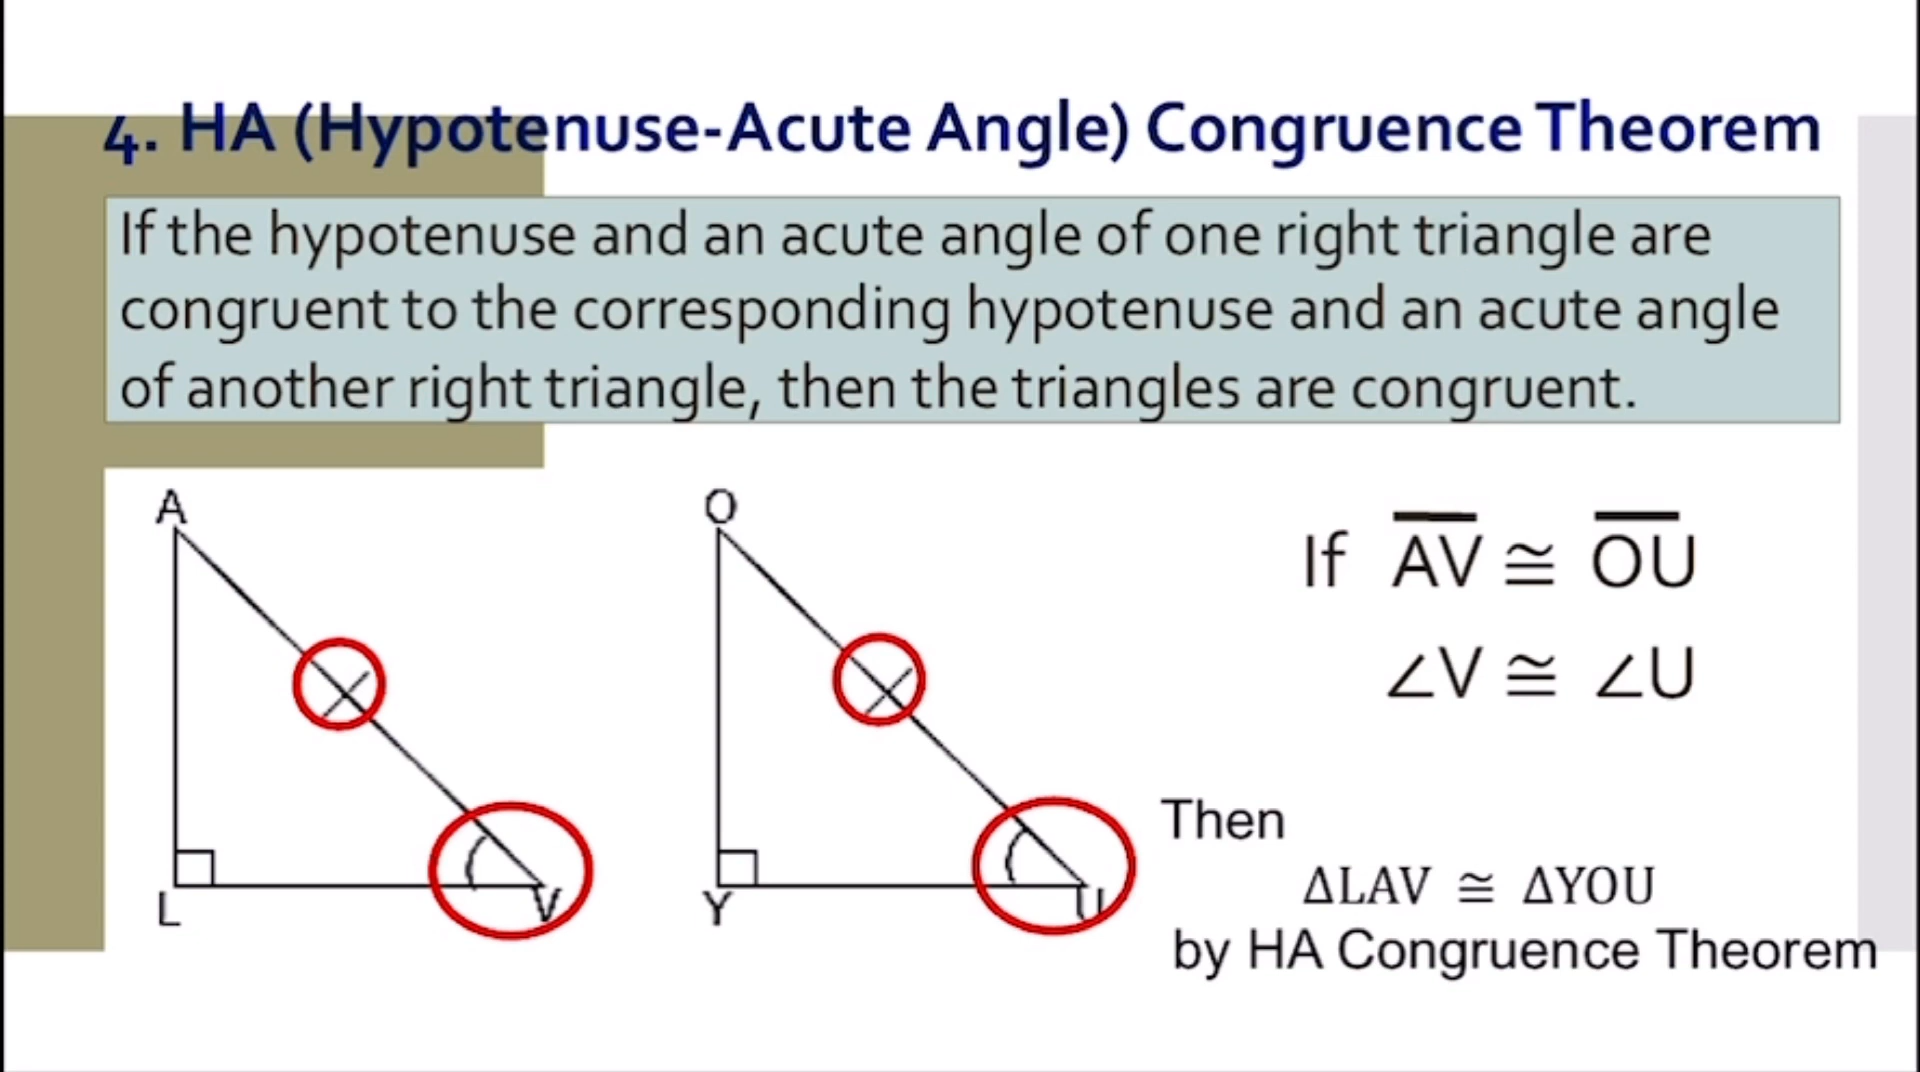 4. HA (Hypotenuse-Acute Angle) Congruence Theorem
If the hypotenuse and an acute angle of one right triangle are
congruent to the corresponding hypotenuse and an acute angle
of another right triangle, then the triangles are congruent.
A
L
V
O
Y
U
If AV ≅ OU
∠V ≅ ∠U
Then
ΔLAV ≅ ΔYOU
by HA Congruence Theorem